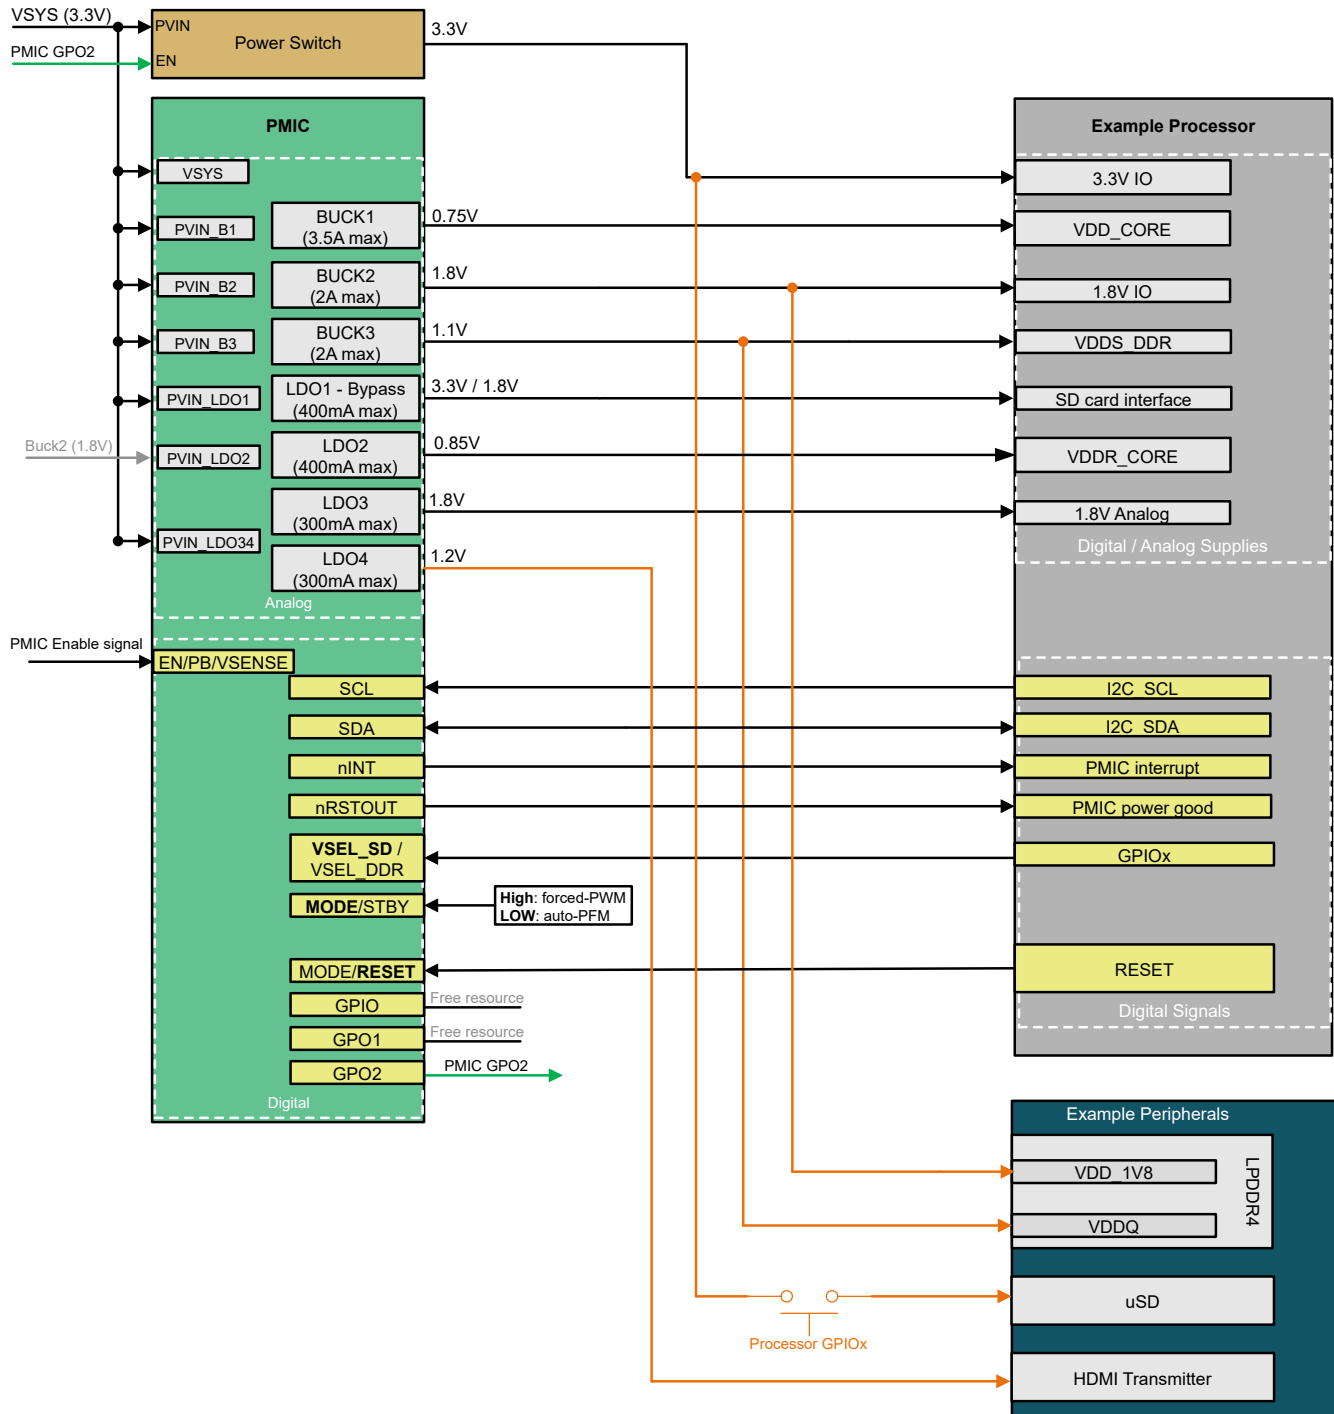 VSYS (3.3V)
PVIN
Power Switch
3.3V
PMIC GPO2
EN
PMIC
VSYS
PVIN_B1
BUCK1
(3.5A max)
0.75V
PVIN_B2
BUCK2
(2A max)
1.8V
PVIN_B3
BUCK3
(2A max)
1.1V
PVIN_LDO1
LDO1 - Bypass
(400mA max)
3.3V / 1.8V
Buck2 (1.8V)
PVIN_LDO2
LDO2
(400mA max)
0.85V
LDO3
(300mA max)
1.8V
PVIN_LDO34
LDO4
(300mA max)
1.2V
Analog
PMIC Enable signal
EN/PB/VSENSE
SCL
SDA
nINT
nRSTOUT
VSEL_SD /
VSEL_DDR
MODE/STBY
High: forced-PWM
LOW: auto-PFM
MODE/RESET
GPIO
Free resource
GPO1
Free resource
GPO2
PMIC GPO2
Digital
Example Processor
3.3V IO
VDD_CORE
1.8V IO
VDDS_DDR
SD card interface
VDDR_CORE
1.8V Analog
Digital / Analog Supplies
I2C_SCL
I2C_SDA
PMIC interrupt
PMIC power good
GPIOx
RESET
Digital Signals
Example Peripherals
VDD_1V8
VDDQ
LPDDR4
uSD
Processor GPIOx
HDMI Transmitter